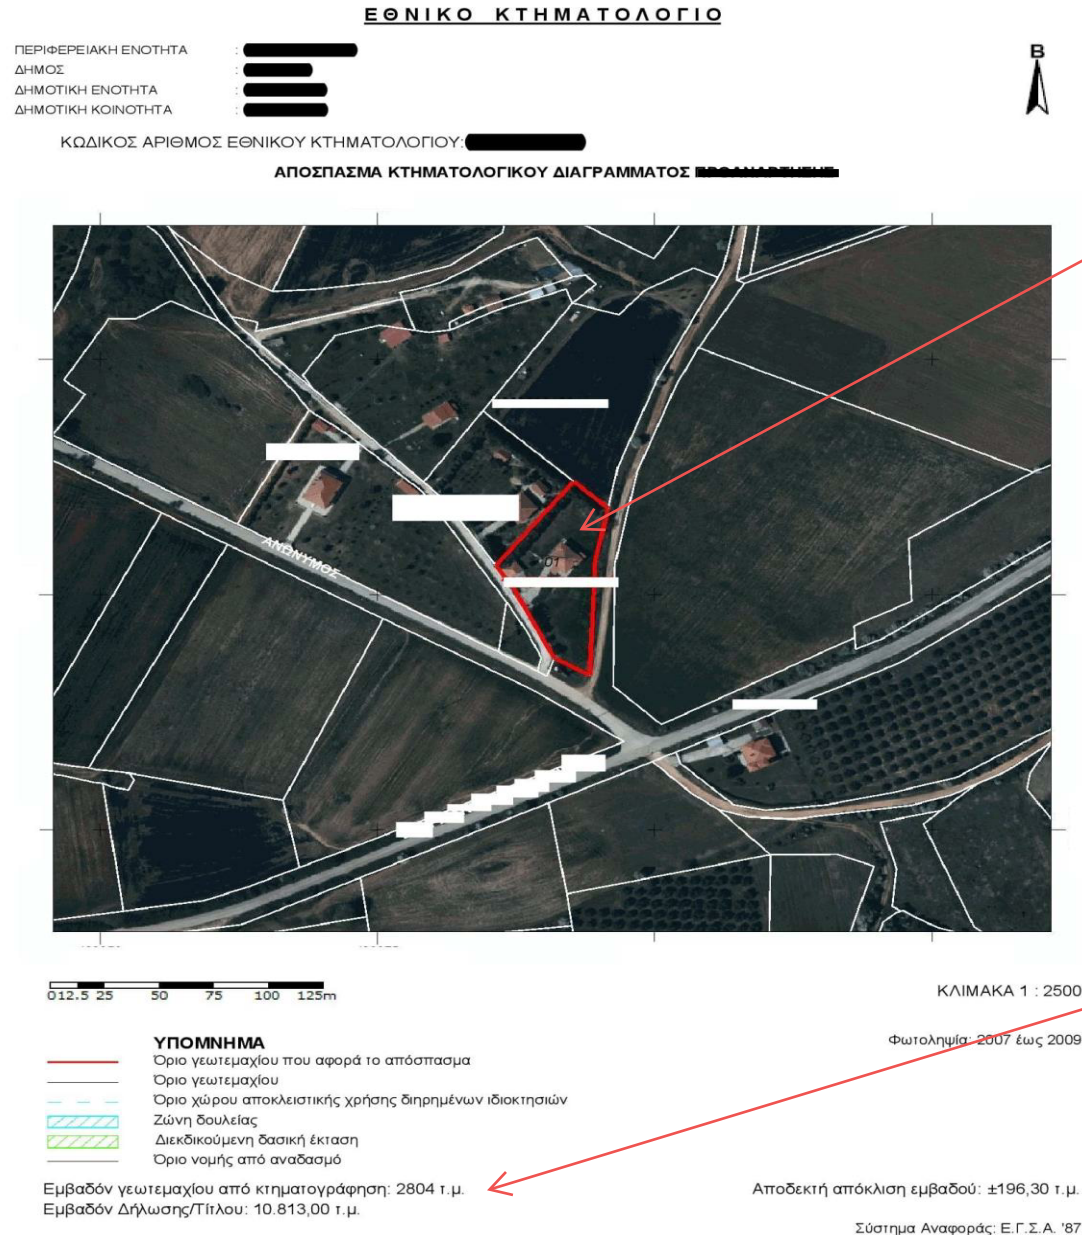 ΕΘΝΙΚΟ ΚΤΗΜΑΤΟΛΟΓΙΟ
ΠΕΡΙΦΕΡΕΙΑΚΗ ΕΝΟΤΗΤΑ :
ΔΗΜΟΣ :
ΔΗΜΟΤΙΚΗ ΕΝΟΤΗΤΑ :
ΔΗΜΟΤΙΚΗ ΚΟΙΝΟΤΗΤΑ :
Β
ΚΩΔΙΚΟΣ ΑΡΙΘΜΟΣ ΕΘΝΙΚΟΥ ΚΤΗΜΑΤΟΛΟΓΙΟΥ:
ΑΠΟΣΠΑΣΜΑ ΚΤΗΜΑΤΟΛΟΓΙΚΟΥ ΔΙΑΓΡΑΜΜΑΤΟΣ
ΑΝΩΝΥΜΟΣ
01
0 12.5 25 50 75 100 125m
ΚΛΙΜΑΚΑ 1 : 2500
ΥΠΟΜΝΗΜΑ
Φωτοληψία: 2007 έως 2009
Όριο γεωτεμαχίου που αφορά το απόσπασμα
Όριο γεωτεμαχίου
Όριο χώρου αποκλειστικής χρήσης διηρημένων ιδιοκτησιών
Ζώνη δουλείας
Διεκδικούμενη δασική έκταση
Όριο νομής από αναδασμό
Εμβαδόν γεωτεμαχίου από κτηματογράφηση: 2804 τ.μ.
Αποδεκτή απόκλιση εμβαδού: ±196,30 τ.μ.
Εμβαδόν Δήλωσης/Τίτλου: 10.813,00 τ.μ.
Σύστημα Αναφοράς: Ε.Γ.Σ.Α. '87